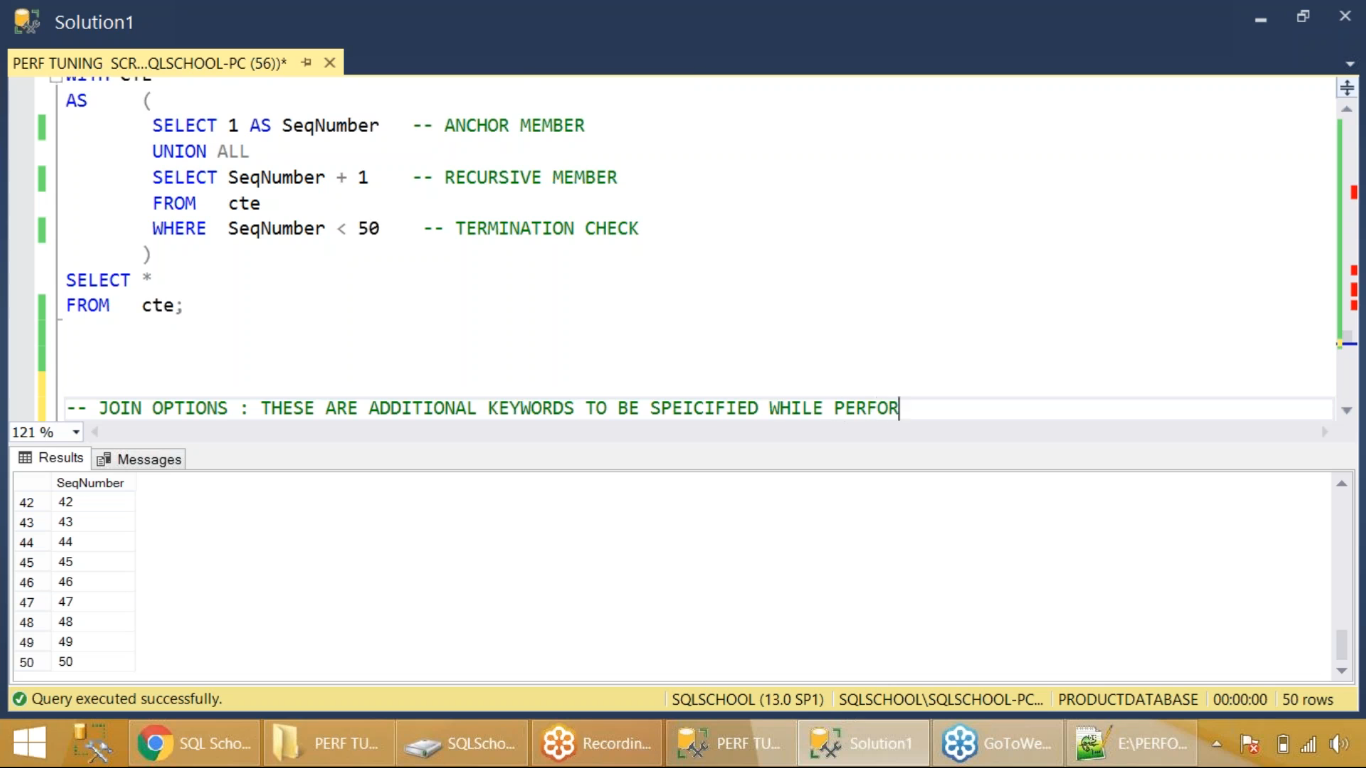 Solution1
PERF TUNING SCR...QLSCHOOL-PC (56))*
WITH CTE
AS (
SELECT 1 AS SeqNumber -- ANCHOR MEMBER
UNION ALL
SELECT SeqNumber + 1 -- RECURSIVE MEMBER
FROM cte
WHERE SeqNumber < 50 -- TERMINATION CHECK
)
SELECT *
FROM cte;
-- JOIN OPTIONS : THESE ARE ADDITIONAL KEYWORDS TO BE SPEICIFIED WHILE PERFOR
121 %
Results Messages
SeqNumber
42 42
43 43
44 44
45 45
46 46
47 47
48 48
49 49
50 50
Query executed successfully. SQLSCHOOL (13.0 SP1) SQLSCHOOL\SQLSCHOOL-PC... PRODUCTDATABASE 00:00:00 50 rows
SQL Scho... PERF TU... SQLScho... Recordin... PERF TU... Solution1 GoToWe... E:\PERFO...